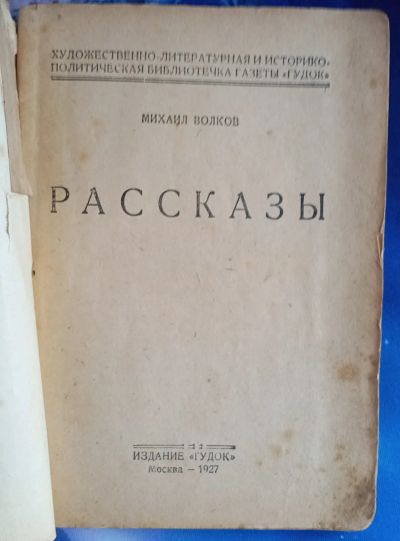 ХУДОЖЕСТВЕННО-ЛИТЕРАТУРНАЯ И ИСТОРИКО-
ПОЛИТИЧЕСКАЯ БИБЛИОТЕЧКА ГАЗЕТЫ «ГУДОК»
МИХАИЛ ВОЛКОВ
РАССКАЗЫ
ИЗДАНИЕ «ГУДОК»
Москва – 1927